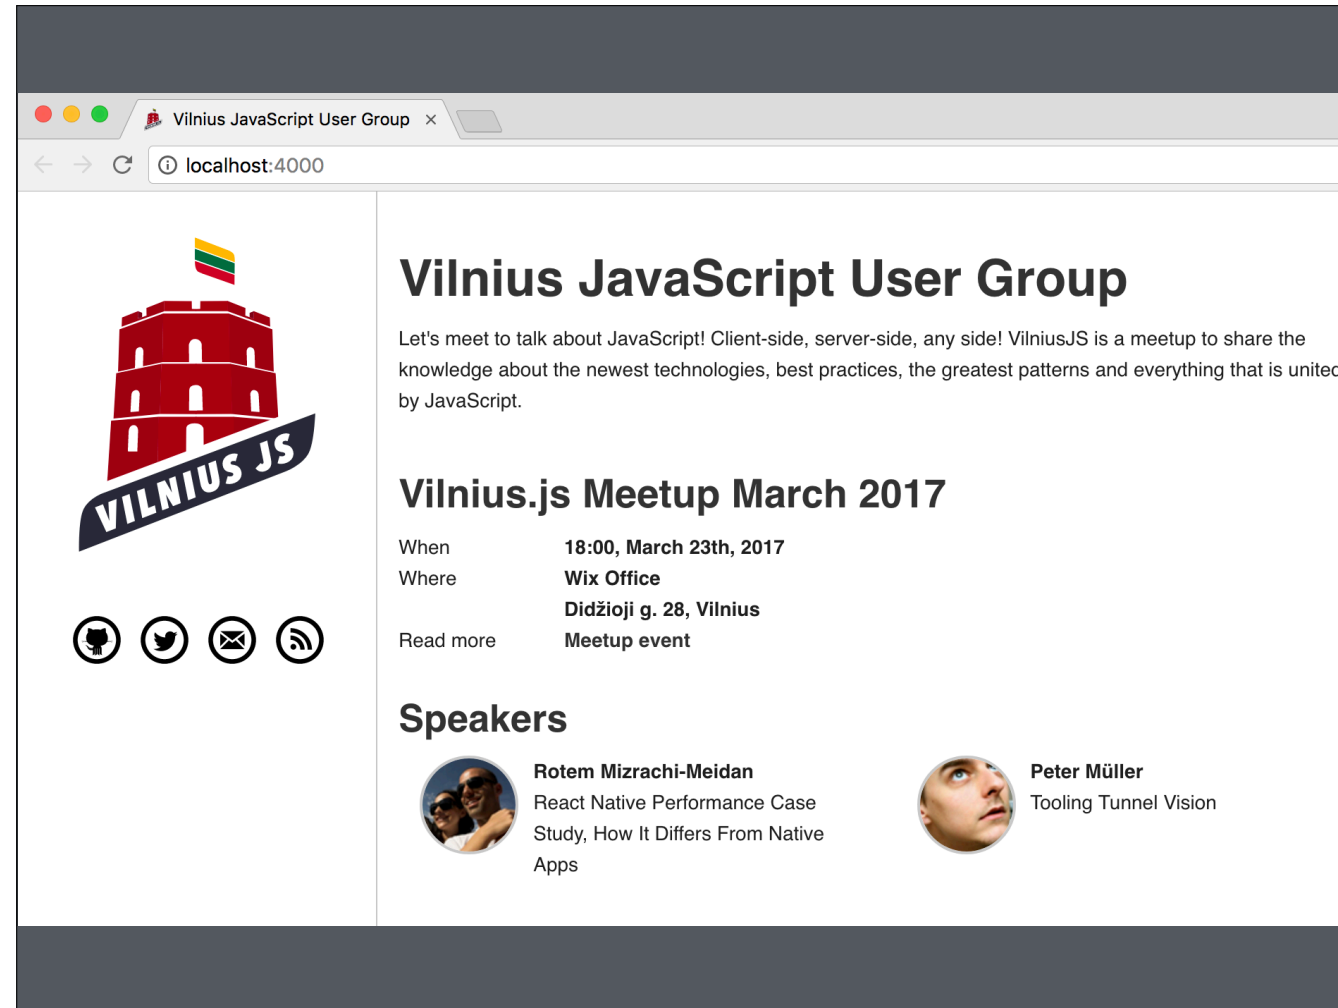 Vilnius JavaScript User Group
localhost:4000
VILNIUS JS
Vilnius JavaScript User Group
Let's meet to talk about JavaScript! Client-side, server-side, any side! VilniusJS is a meetup to share the
knowledge about the newest technologies, best practices, the greatest patterns and everything that is united
by JavaScript.
Vilnius.js Meetup March 2017
When 18:00, March 23th, 2017
Where Wix Office
Didžioji g. 28, Vilnius
Read more Meetup event
Speakers
Rotem Mizrachi-Meidan
React Native Performance Case
Study, How It Differs From Native
Apps
Peter Müller
Tooling Tunnel Vision